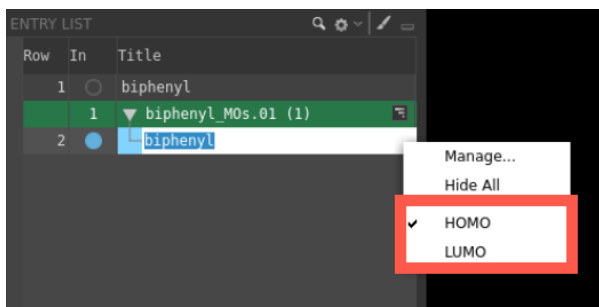 ENTRY LIST
Row In Title
1 biphenyl
1 biphenyl_MOs.01 (1)
2 biphenyl
Manage...
Hide All
HOMO
LUMO